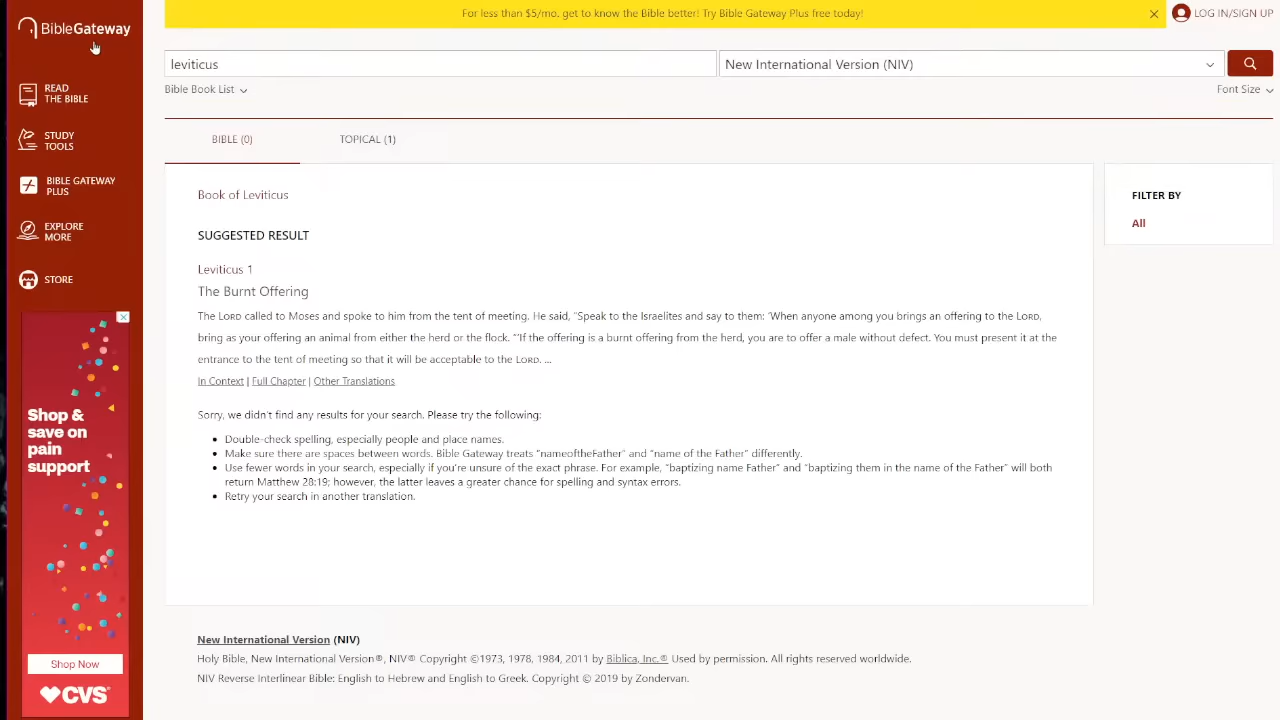 For less than $5/mo. get to know the Bible better! Try Bible Gateway Plus free today!
LOG IN/SIGN UP
BibleGateway
leviticus
New International Version (NIV)
Bible Book List
Font Size
READ
THE BIBLE
STUDY
TOOLS
BIBLE GATEWAY
PLUS
EXPLORE
MORE
STORE
BIBLE (0)
TOPICAL (1)
Book of Leviticus
SUGGESTED RESULT
Leviticus 1
The Burnt Offering
The LORD called to Moses and spoke to him from the tent of meeting. He said, “Speak to the Israelites and say to them: ‘When anyone among you brings an offering to the LORD,
bring as your offering an animal from either the herd or the flock. “‘If the offering is a burnt offering from the herd, you are to offer a male without defect. You must present it at the
entrance to the tent of meeting so that it will be acceptable to the LORD. ...
In Context | Full Chapter | Other Translations
Sorry, we didn’t find any results for your search. Please try the following:
Double-check spelling, especially people and place names.
Make sure there are spaces between words. Bible Gateway treats “nameoftheFather” and “name of the Father” differently.
Use fewer words in your search, especially if you’re unsure of the exact phrase. For example, “baptizing name Father” and “baptizing them in the name of the Father” will both
return Matthew 28:19; however, the latter leaves a greater chance for spelling and syntax errors.
Retry your search in another translation.
FILTER BY
All
Shop &
save on
pain
support
Shop Now
CVS
New International Version (NIV)
Holy Bible, New International Version®, NIV® Copyright ©1973, 1978, 1984, 2011 by Biblica, Inc.® Used by permission. All rights reserved worldwide.
NIV Reverse Interlinear Bible: English to Hebrew and English to Greek. Copyright © 2019 by Zondervan.